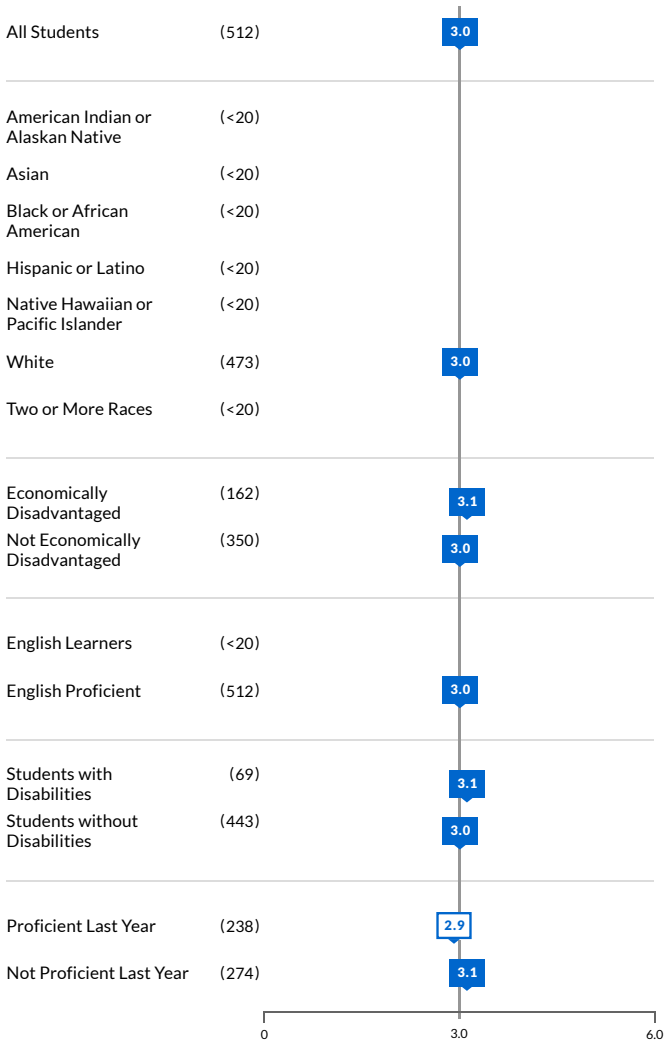 All Students (512) 3.0
American Indian or (<20)
Alaskan Native
Asian (<20)
Black or African (<20)
American
Hispanic or Latino (<20)
Native Hawaiian or (<20)
Pacific Islander
White (473) 3.0
Two or More Races (<20)
Economically (162) 3.1
Disadvantaged
Not Economically (350) 3.0
Disadvantaged
English Learners (<20)
English Proficient (512) 3.0
Students with (69) 3.1
Disabilities
Students without (443) 3.0
Disabilities
Proficient Last Year (238) 2.9
Not Proficient Last Year (274) 3.1
0 3.0 6.0